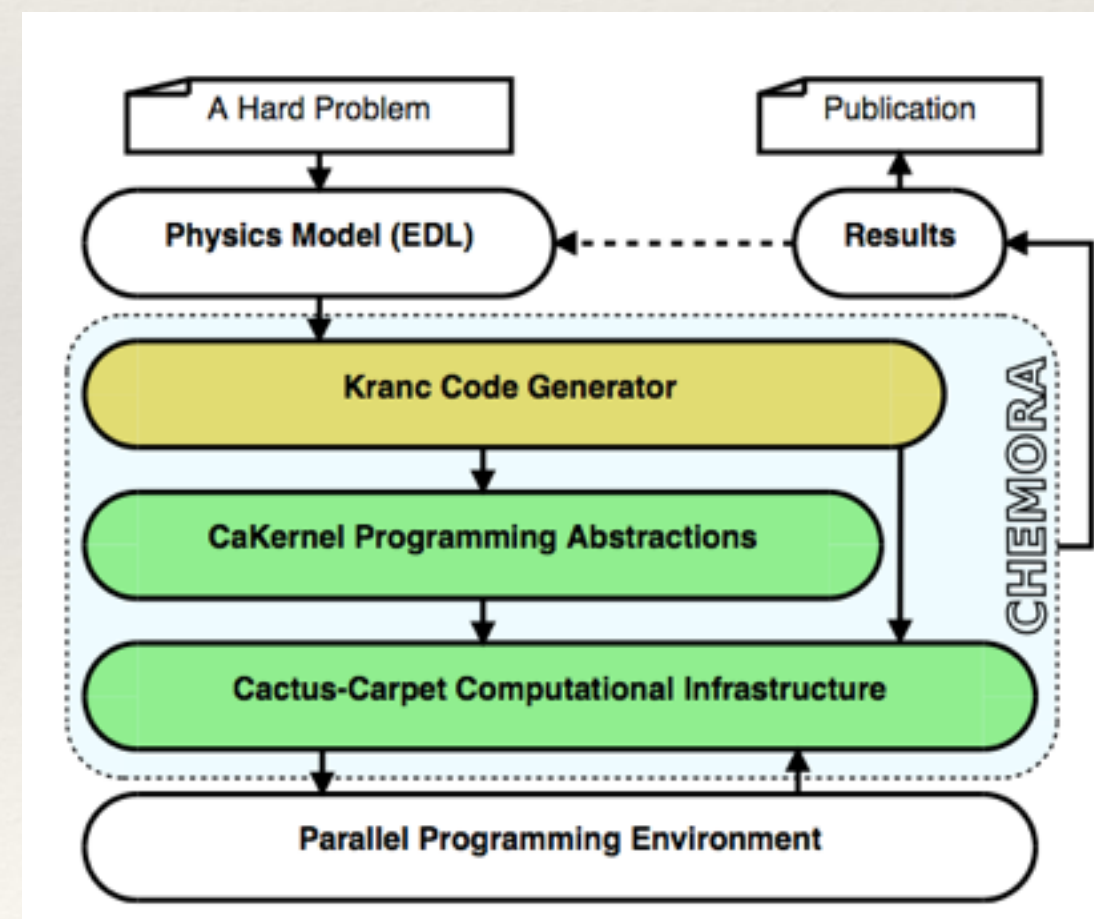 A Hard Problem
Publication
Physics Model (EDL)
Results
Kranc Code Generator
CHEMORA
CaKernel Programming Abstractions
Cactus-Carpet Computational Infrastructure
Parallel Programming Environment